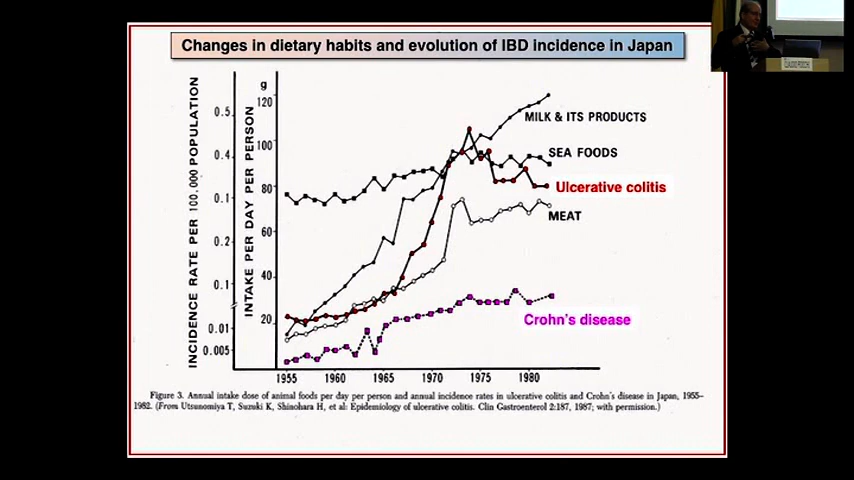 Changes in dietary habits and evolution of IBD incidence in Japan
INCIDENCE RATE PER 100,000 POPULATION
0.5
0.4
0.1
0.2
0.1
0.01
0.005
INTAKE PER DAY PER PERSON
g
120
100
80
60
40
20
MILK & ITS PRODUCTS
SEA FOODS
Ulcerative colitis
MEAT
Crohn's disease
1955 1960 1965 1970 1975 1980
Figure 3. Annual intake dose of animal foods per day per person and annual incidence rates in ulcerative colitis and Crohn's disease in Japan, 1955–
1982. (From Utsunomiya T, Suzuki K, Shinohara H, et al: Epidemiology of ulcerative colitis. Clin Gastroenterol 2:187, 1987; with permission.)